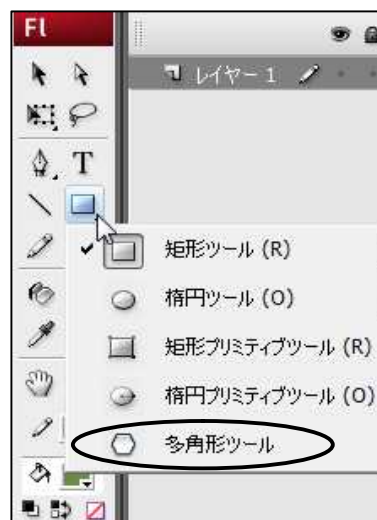 Fl
レイヤー 1
T
矩形ツール (R)
楕円ツール (O)
矩形プリミティブツール (R)
楕円プリミティブツール (O)
多角形ツール